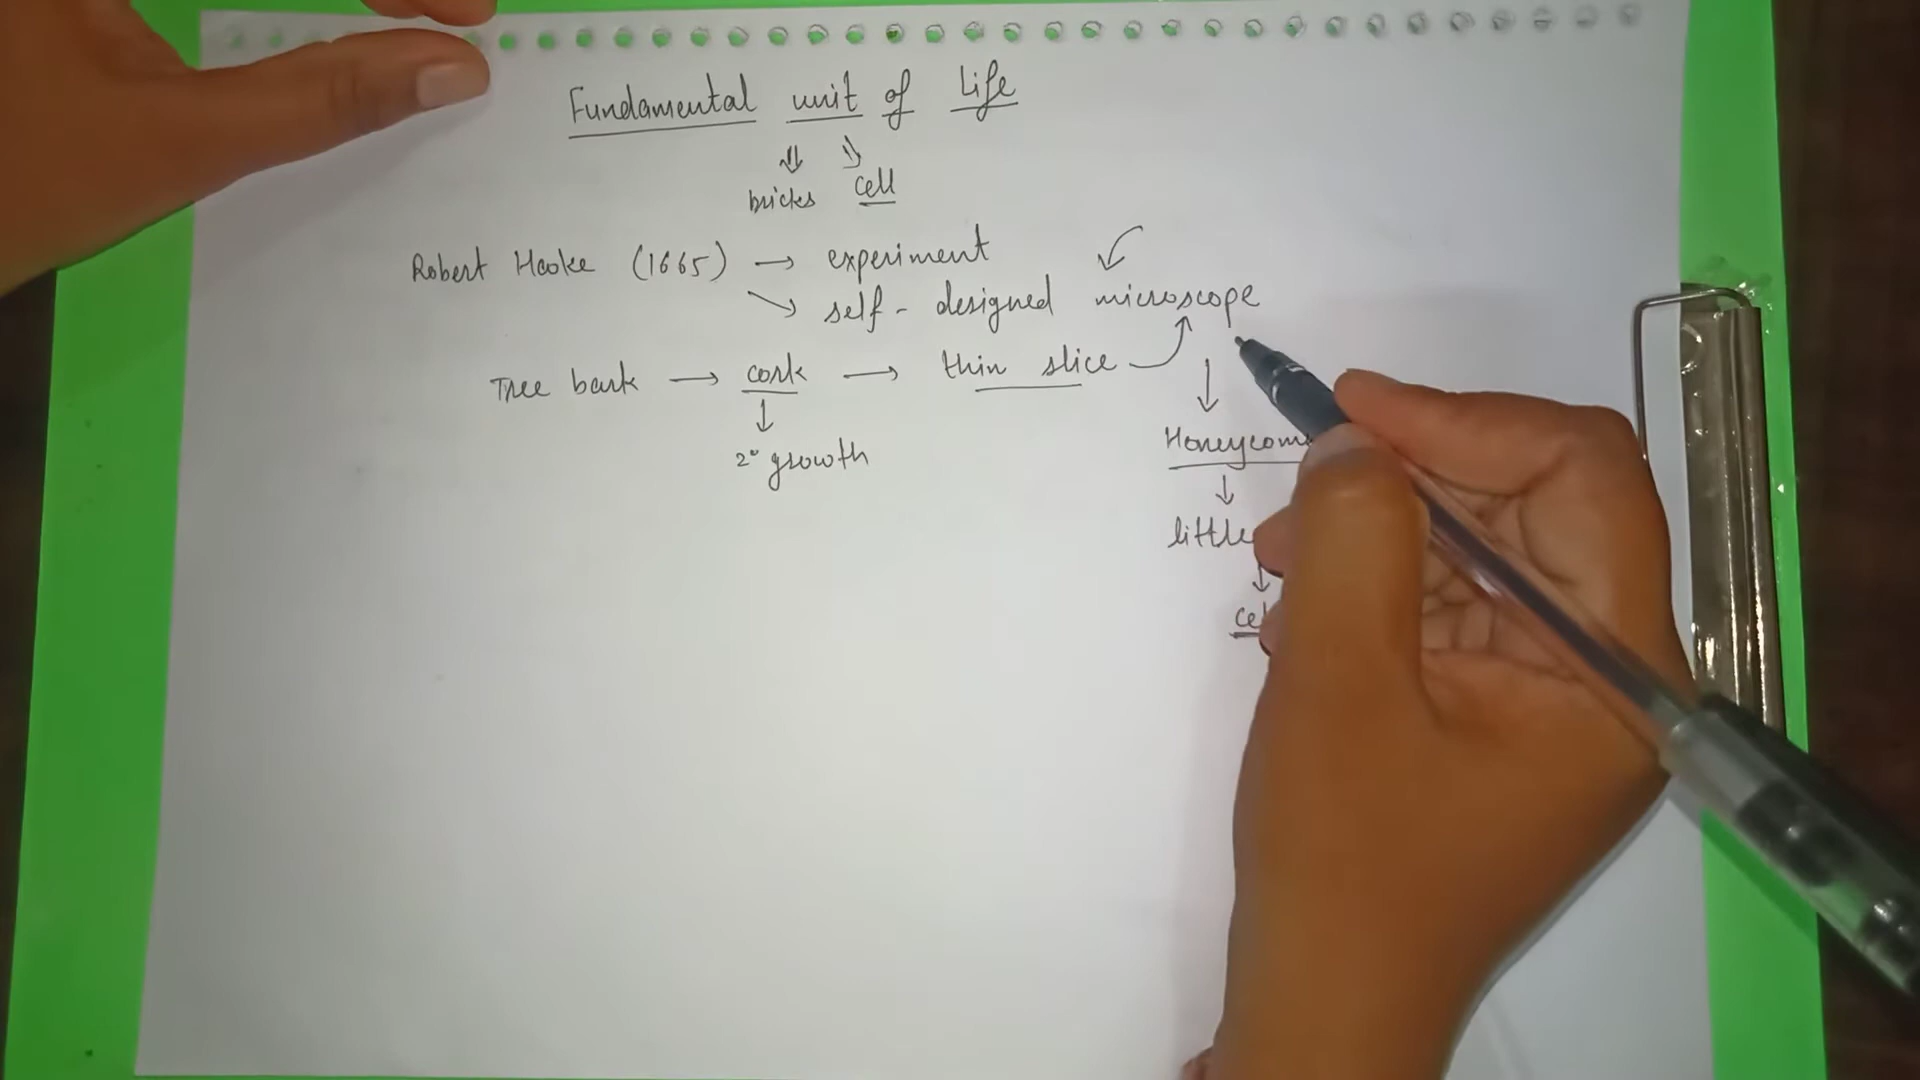 Fundamental unit of Life
⇓ ⇘
bricks cell
Robert Hooke (1665) → experiment
↘ self - designed microscope
Tree bark → cork → thin slice
↓ ↓
2° growth
↓
little
↓